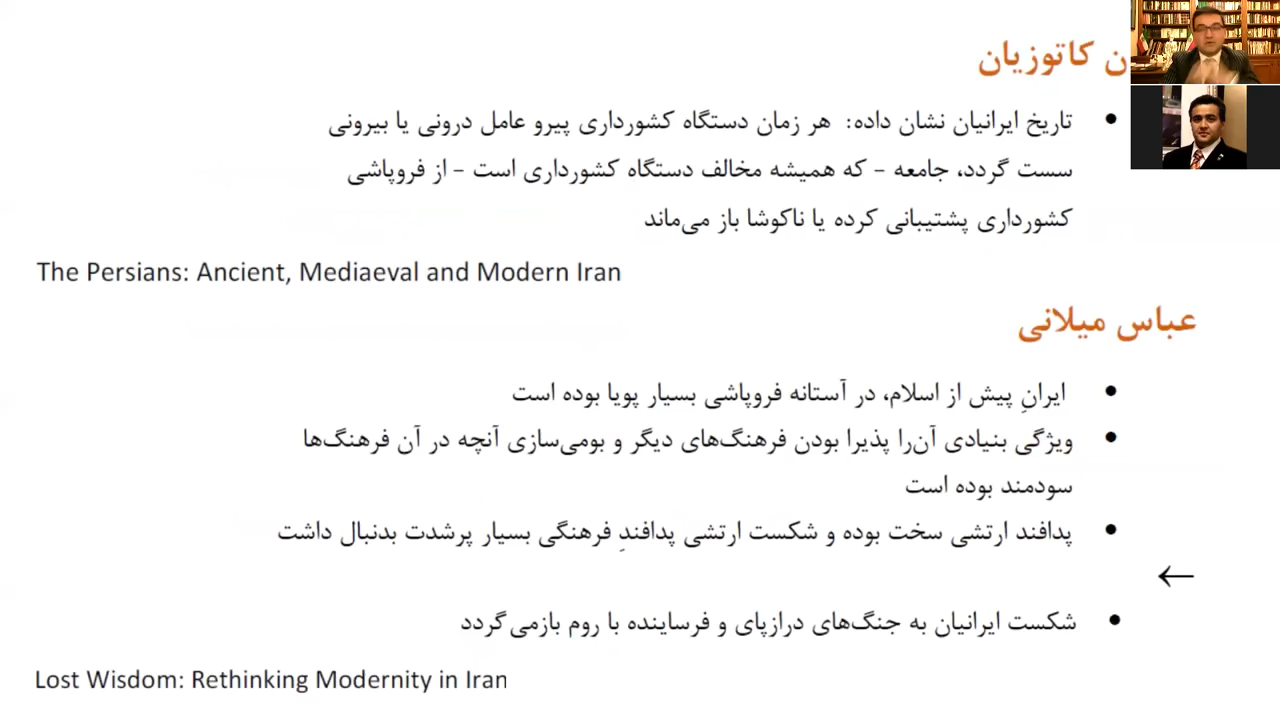 ن کاتوزیان
• تاریخ ایرانیان نشان داده: هر زمان دستگاه کشورداری پیرو عامل درونی یا بیرونی
سست گردد، جامعه – که همیشه مخالف دستگاه کشورداری است – از فروپاشی
کشورداری پشتیبانی کرده یا ناکوشا باز می‌ماند
The Persians: Ancient, Mediaeval and Modern Iran
عباس میلانی
• ایرانِ پیش از اسلام، در آستانه فروپاشی بسیار پویا بوده است
• ویژگی بنیادی آن‌را پذیرا بودن فرهنگ‌های دیگر و بومی‌سازی آنچه در آن فرهنگ‌ها
سودمند بوده است
• پدافند ارتشی سخت بوده و شکست ارتشی پدافندِ فرهنگی بسیار پرشدت بدنبال داشت
←
• شکست ایرانیان به جنگ‌های درازپای و فرساینده با روم بازمی‌گردد
Lost Wisdom: Rethinking Modernity in Iran